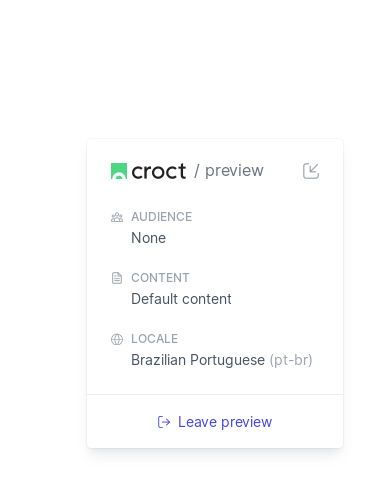 croct / preview
AUDIENCE
None
CONTENT
Default content
LOCALE
Brazilian Portuguese (pt-br)
Leave preview